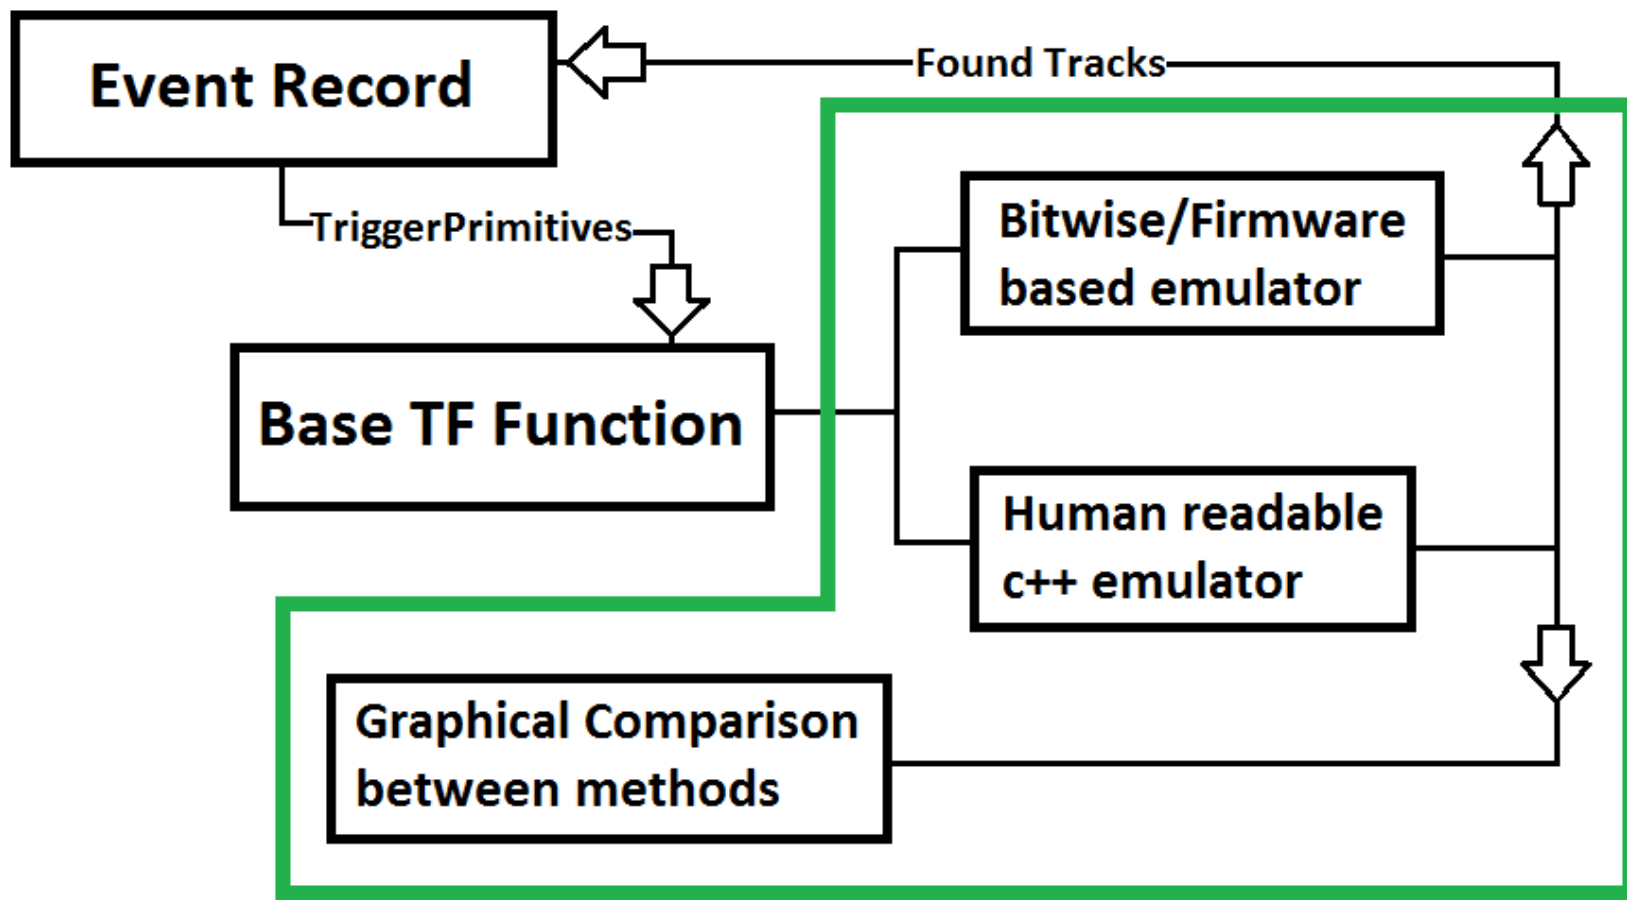 Event Record
Found Tracks
TriggerPrimitives
Bitwise/Firmware
based emulator
Base TF Function
Human readable
c++ emulator
Graphical Comparison
between methods